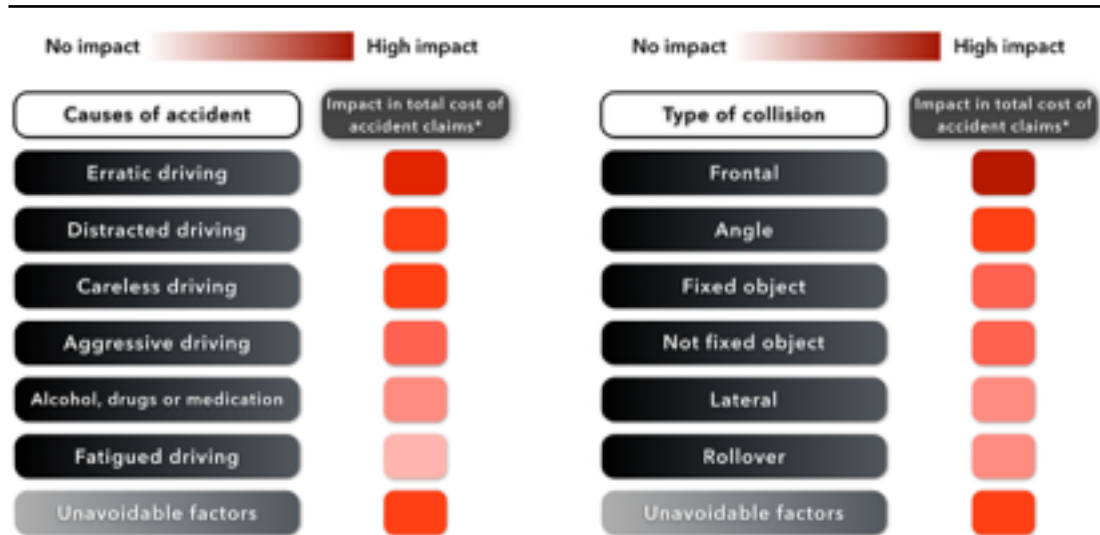 No impact
High impact
Causes of accident
Impact in total cost of
accident claims*
Erratic driving
Distracted driving
Careless driving
Aggressive driving
Alcohol, drugs or medication
Fatigued driving
Unavoidable factors
No impact
High impact
Type of collision
Impact in total cost of
accident claims*
Frontal
Angle
Fixed object
Not fixed object
Lateral
Rollover
Unavoidable factors